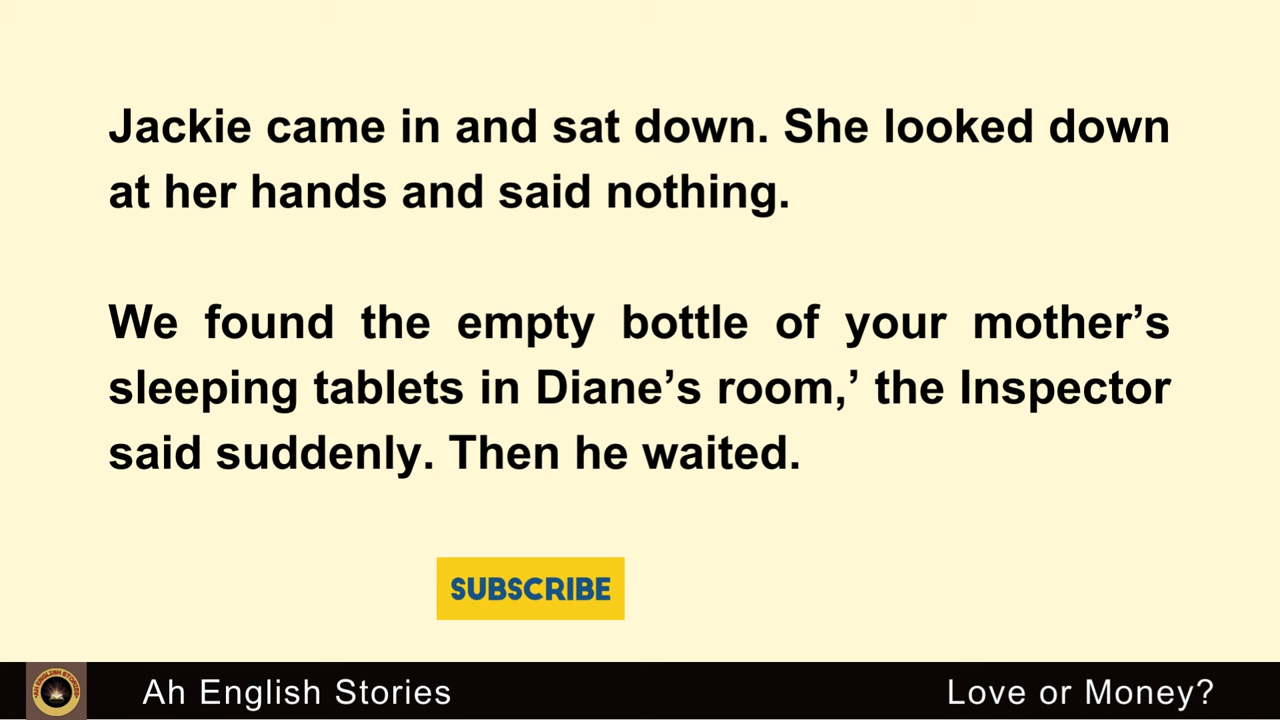 Jackie came in and sat down. She looked down
at her hands and said nothing.
We found the empty bottle of your mother’s
sleeping tablets in Diane’s room,’ the Inspector
said suddenly. Then he waited.
SUBSCRIBE
Ah English Stories
Love or Money?